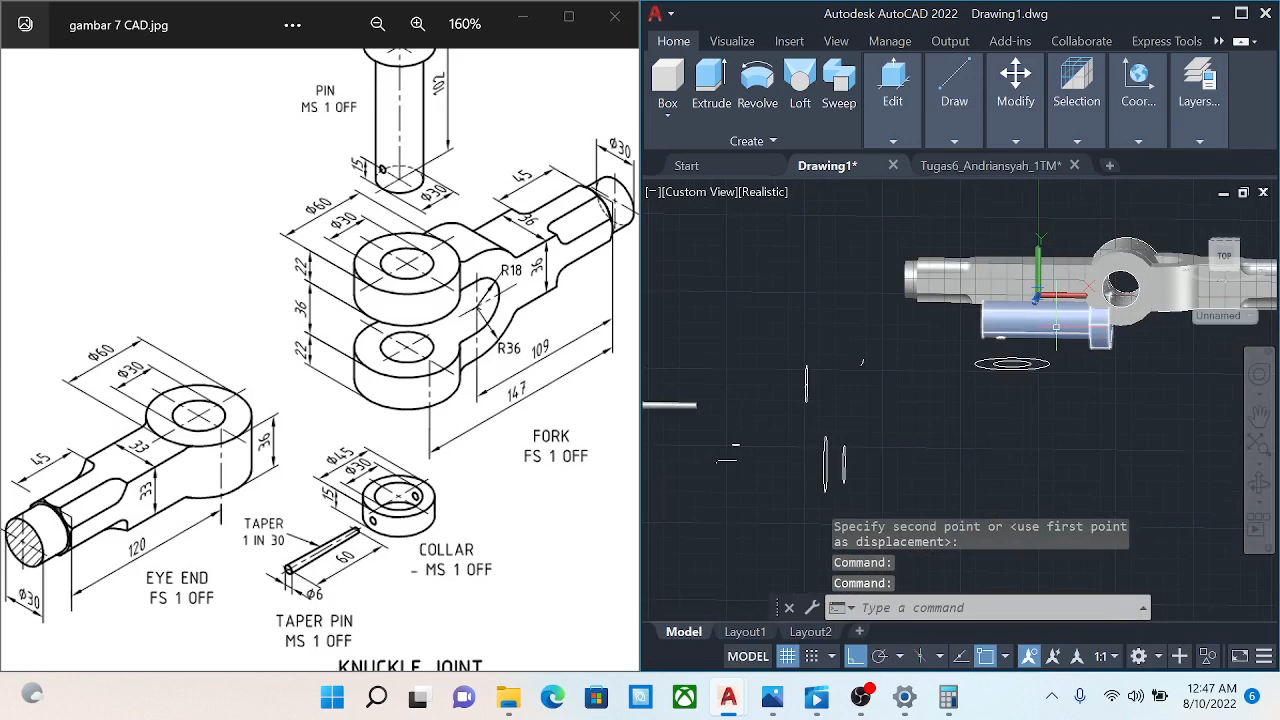 gambar 7 CAD.jpg
160%
PIN
MS 1 OFF
102
15
Ø30
Ø60
Ø30
22
36
22
45
Ø30
36
36
R18
R36
109
147
FORK
FS 1 OFF
Ø60
Ø30
45
33
33
36
120
Ø30
EYE END
FS 1 OFF
Ø45
Ø30
15
TAPER
1 IN 30
60
Ø6
COLLAR
- MS 1 OFF
TAPER PIN
MS 1 OFF
KNUCKLE JOINT
Autodesk AutoCAD 2022 Drawing1.dwg
Home Visualize Insert View Manage Output Add-ins Collaborate Express Tools
Box Extrude Revolve Loft Sweep
Edit Draw Modify Selection Coor... Layers...
Create
Start Drawing1* Tugas6_Andriansyah_1TM*
[−][Custom View][Realistic]
Y
X
TOP
Unnamed
Specify second point or <use first point
as displacement>:
Command:
Command:
Type a command
Model Layout1 Layout2
MODEL 1:1
12:47 AM
8/10/2022
6